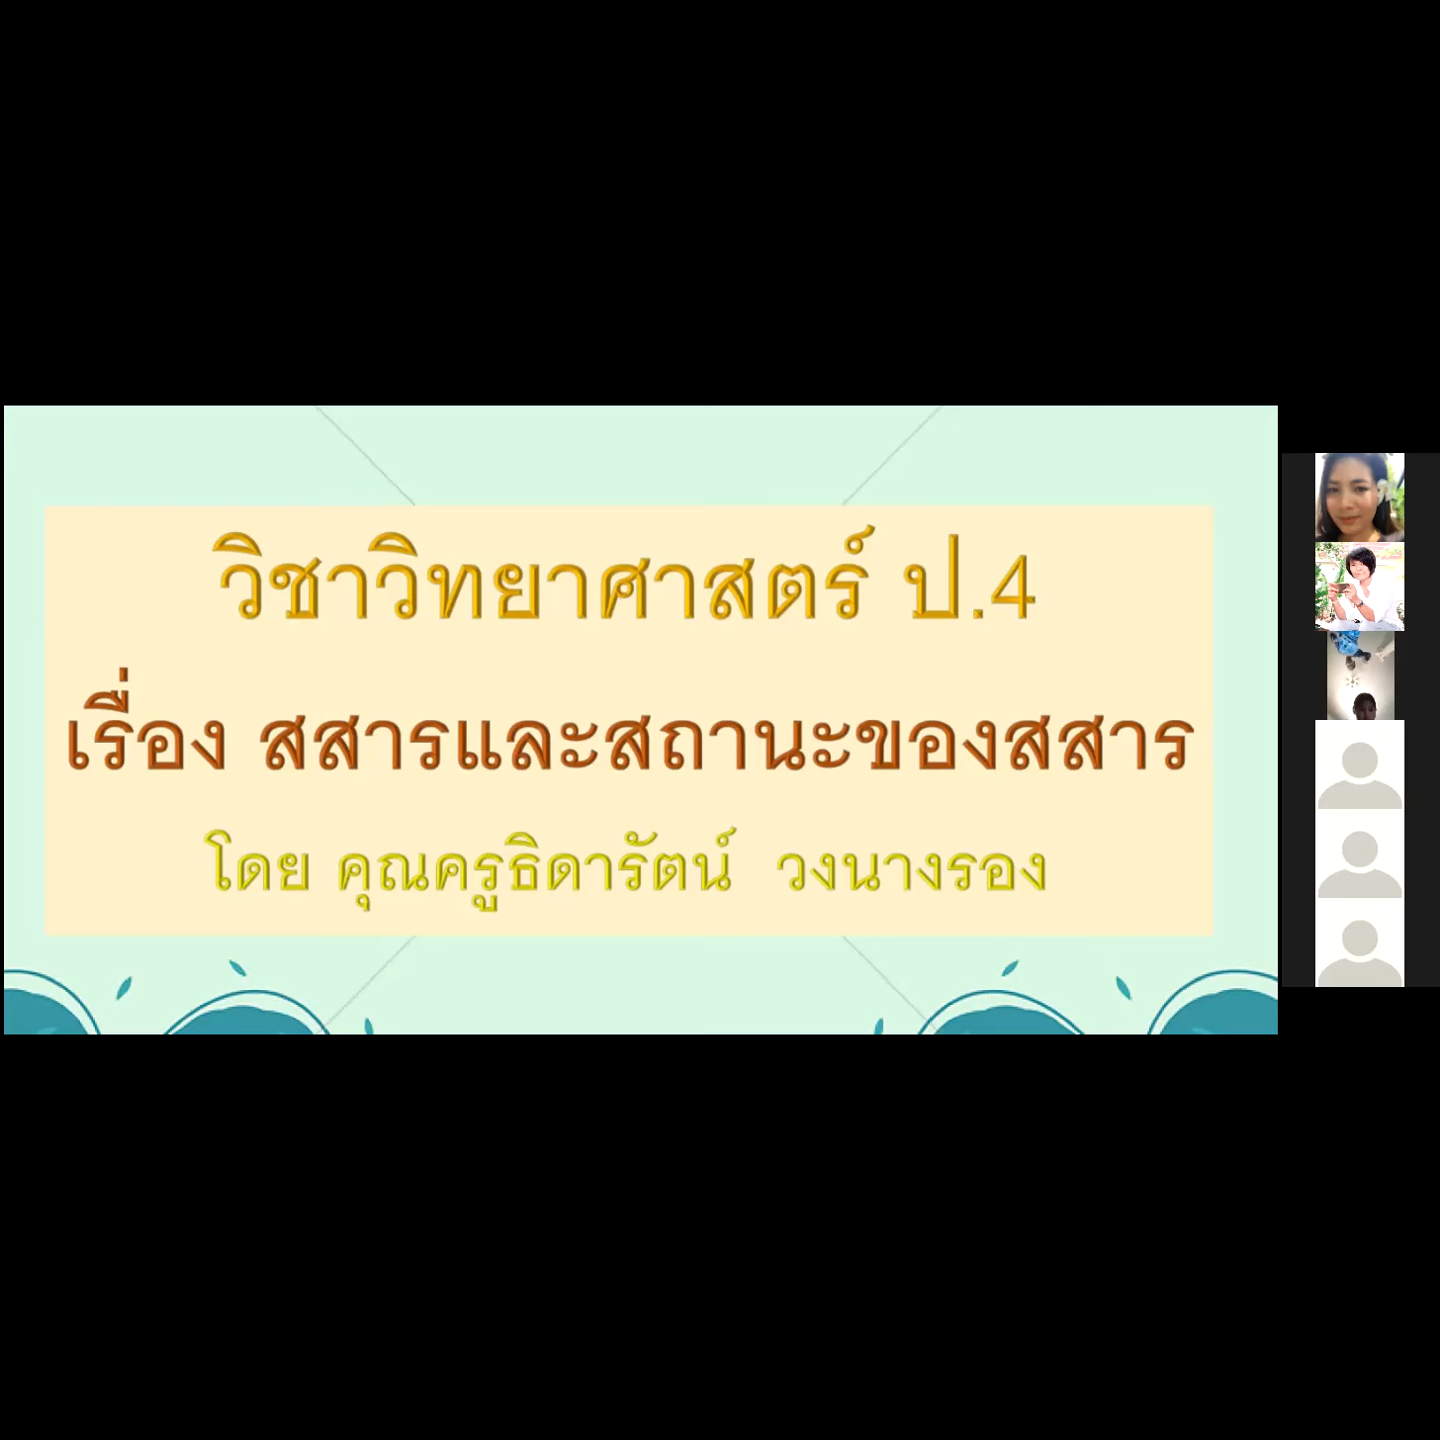 วิชาวิทยาศาสตร์ ป.4
เรื่อง สสารและสถานะของสสาร
โดย คุณครูธิดารัตน์ วงนางรอง